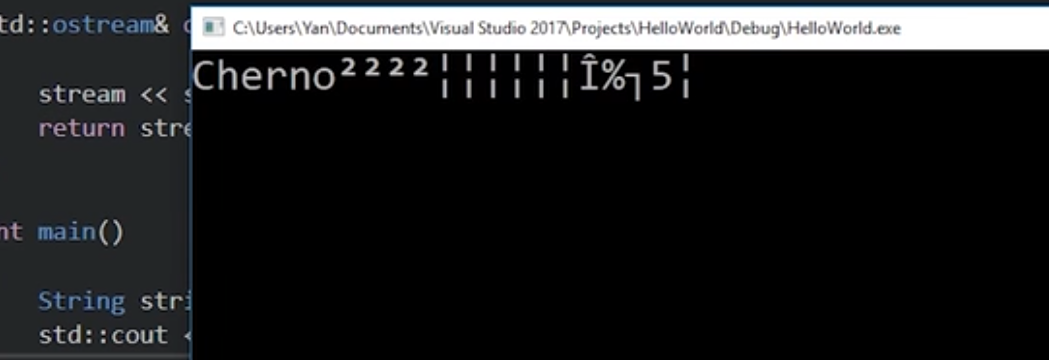 C:\Users\Yan\Documents\Visual Studio 2017\Projects\HelloWorld\Debug\HelloWorld.exe
Cherno²²²²¦¦¦¦¦¦Î%┐5¦
td::ostream&
stream <<
return stre
nt main()
String stri
std::cout <